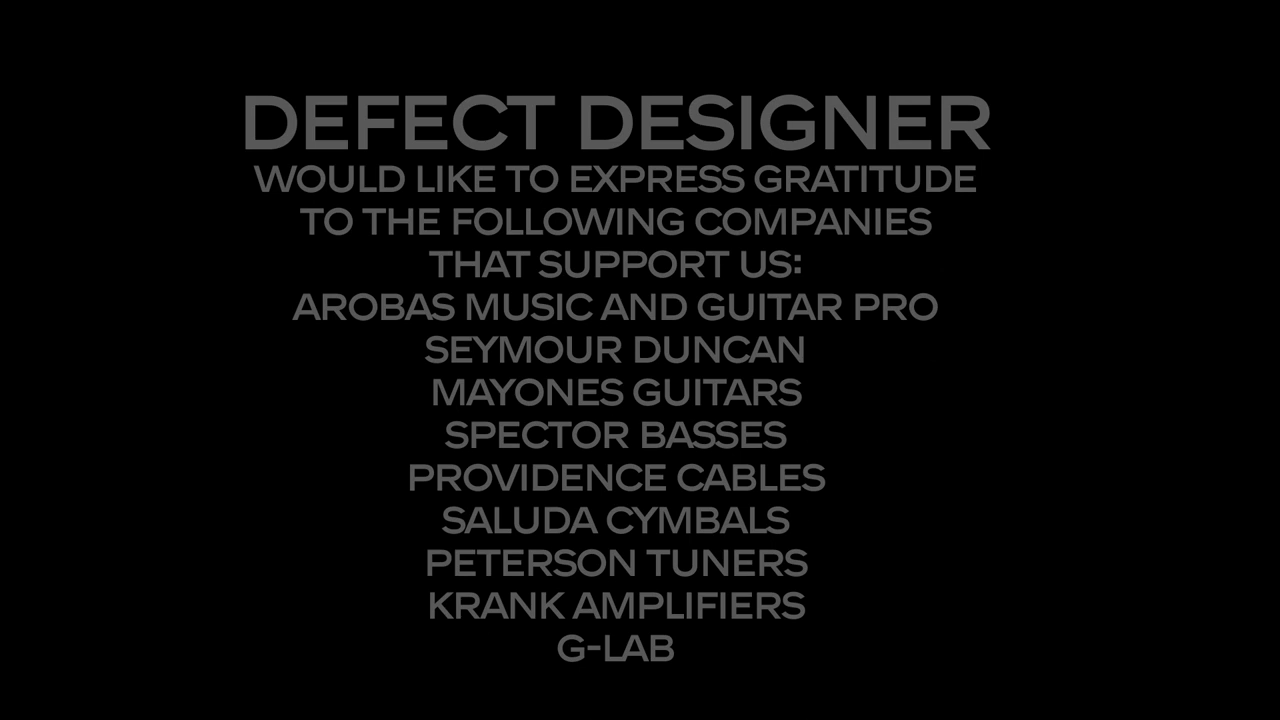 DEFECT DESIGNER
WOULD LIKE TO EXPRESS GRATITUDE
TO THE FOLLOWING COMPANIES
THAT SUPPORT US:
AROBAS MUSIC AND GUITAR PRO
SEYMOUR DUNCAN
MAYONES GUITARS
SPECTOR BASSES
PROVIDENCE CABLES
SALUDA CYMBALS
PETERSON TUNERS
KRANK AMPLIFIERS
G-LAB